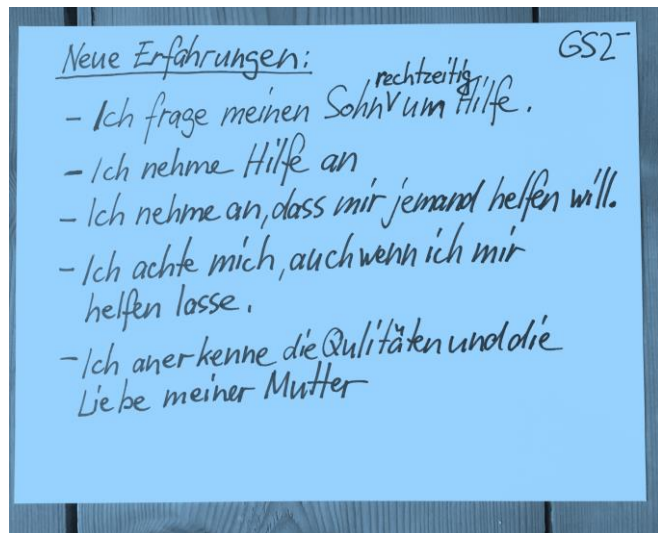 Neue Erfahrungen: GS2-
- Ich frage meinen Sohn rechtzeitig um Hilfe.
- Ich nehme Hilfe an
- Ich nehme an, dass mir jemand helfen will.
- Ich achte mich, auch wenn ich mir
helfen lasse.
- Ich anerkenne die Qulitäten und die
Liebe meiner Mutter